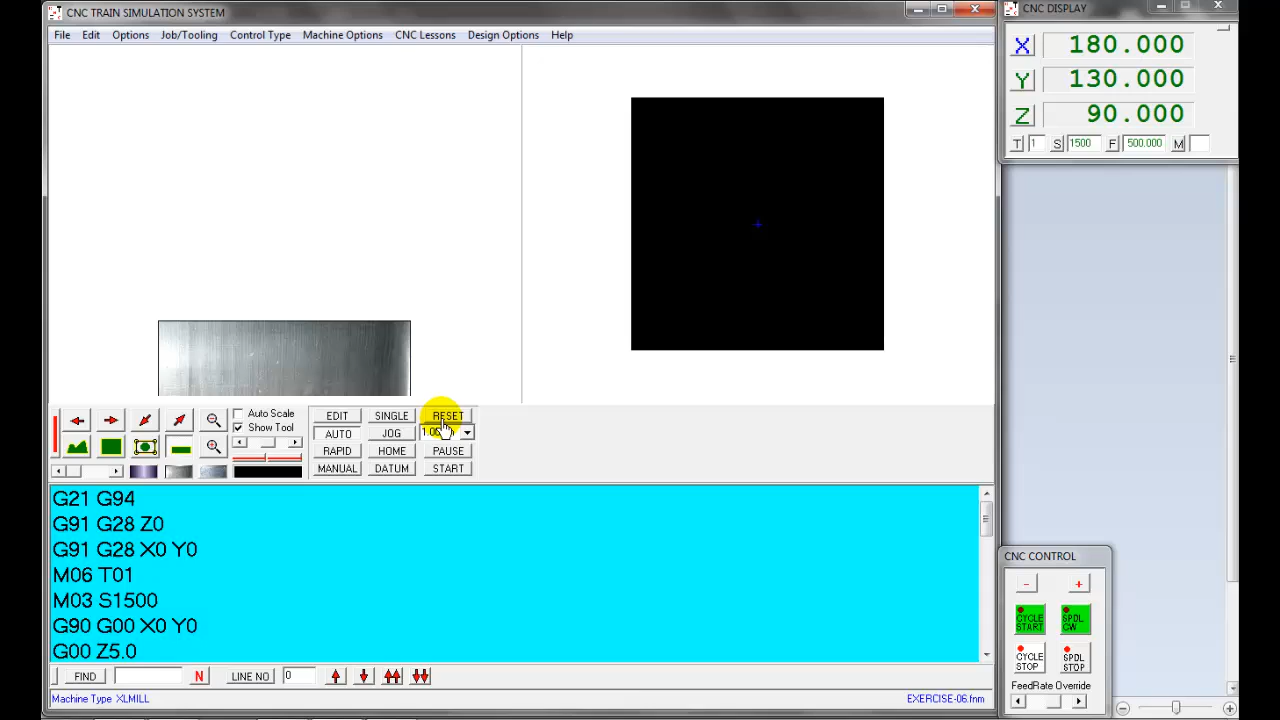 CNC TRAIN SIMULATION SYSTEM
CNC DISPLAY
File Edit Options Job/Tooling Control Type Machine Options CNC Lessons Design Options Help
X 180.000
Y 130.000
Z 90.000
T 1 S 1500 F 500.000 M
Auto Scale
Show Tool
EDIT SINGLE RESET
AUTO JOG
RAPID HOME PAUSE
MANUAL DATUM START
G21 G94
G91 G28 Z0
G91 G28 X0 Y0
M06 T01
M03 S1500
G90 G00 X0 Y0
G00 Z5.0
CNC CONTROL
- +
CYCLE START
SPDL CW
CYCLE STOP
SPDL STOP
FeedRate Override
FIND N LINE NO 0
Machine Type XLMILL EXERCISE-06.fnm